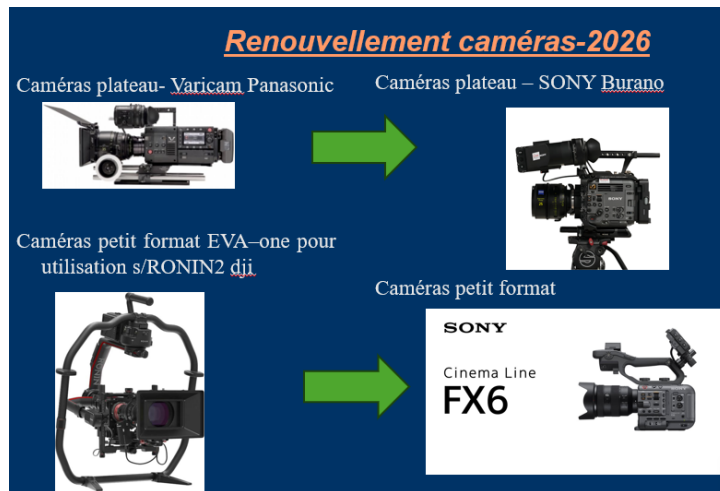 Renouvellement caméras-2026
Caméras plateau- Varicam Panasonic
Caméras plateau – SONY Burano
SONY
Caméras petit format EVA–one pour
utilisation s/RONIN2 dji
Caméras petit format
SONY
Cinema Line
FX6